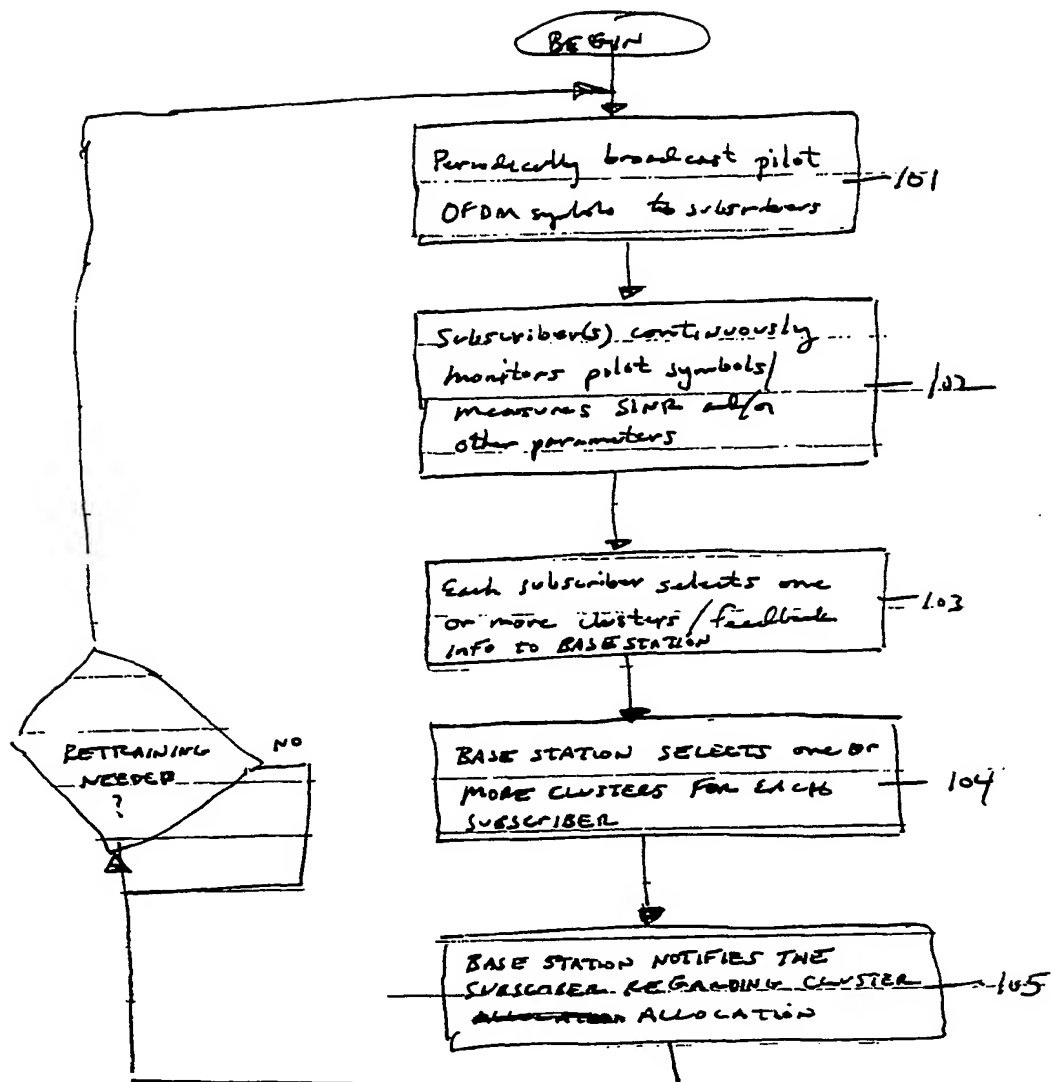 BEGIN
Periodically broadcast pilot
OFDM symbols to subscribers
101
Subscriber(s) continuously
monitors pilot symbols/
measures SINR and/or
other parameters
102
Each subscriber selects one
or more clusters/feedback
info to BASE STATION
103
BASE STATION SELECTS one or
MORE CLUSTERS FOR EACH
SUBSCRIBER
104
BASE STATION NOTIFIES THE
SUBSCRIBER REGARDING CLUSTER
ALLOCATION
105
RETRAINING
NEEDED
?
NO